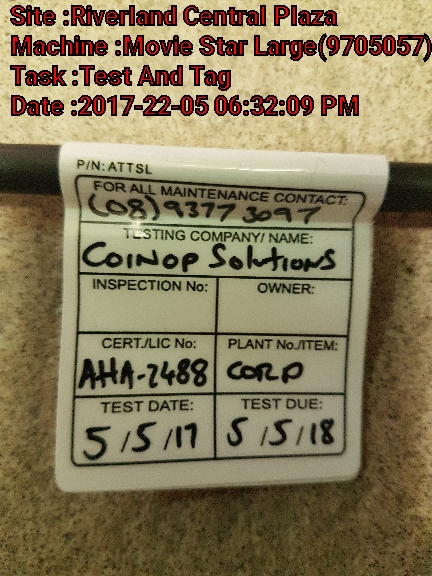 Site :Riverland Central Plaza
Machine :Movie Star Large(9705057)
Task :Test And Tag
Date :2017-22-05 06:32:09 PM
P/N: ATTSL
FOR ALL MAINTENANCE CONTACT:
(08) 9377 3097
TESTING COMPANY/ NAME:
COINOP SOLUTIONS
INSPECTION No: OWNER:
CERT./LIC No: PLANT No./ITEM:
AHA-2488 CORD
TEST DATE: TEST DUE:
5/5/17 5/5/18